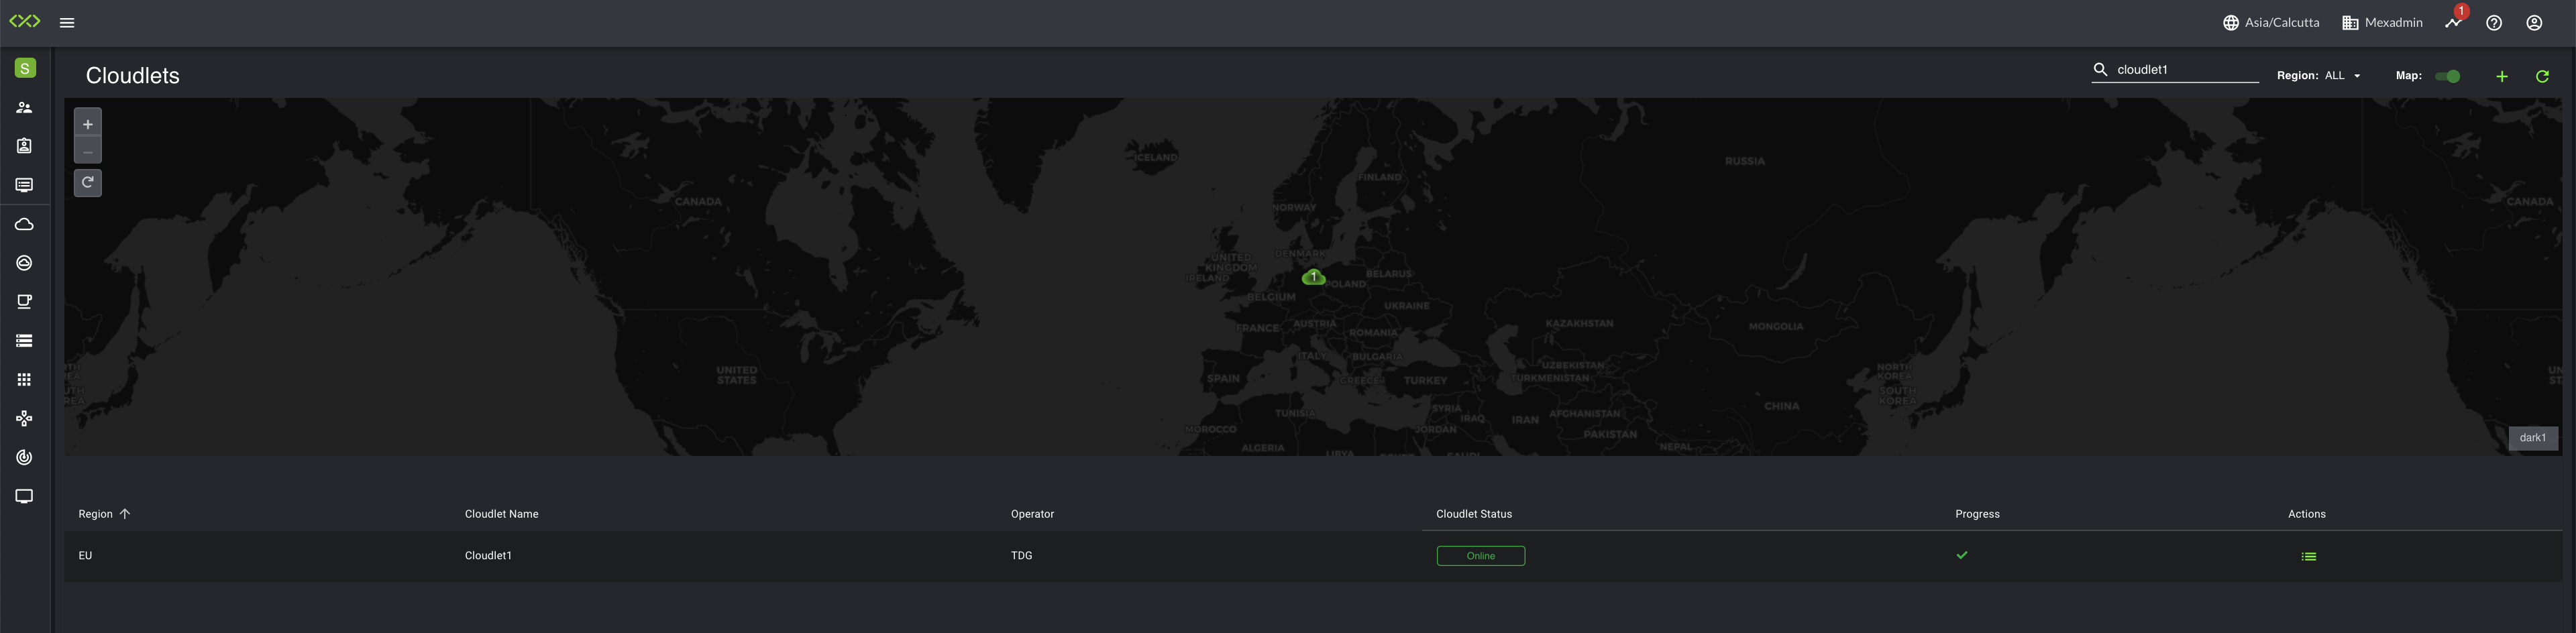 Asia/Calcutta
Mexadmin
1
S
Cloudlets
cloudlet1
Region: ALL
Map:
+
−
ICELAND
RUSSIA
FINLAND
CANADA
CANADA
NORWAY
DENMARK
UNITED
KINGDOM
IRELAND
BELARUS
1
POLAND
BELGIUM
UKRAINE
FRANCE
AUSTRIA
ROMANIA
KAZAKHSTAN
MONGOLIA
ITALY
BULGARIA
UNITED
STATES
UZBEKISTAN
TURKMENISTAN
NORTH
KOREA
SOUTH
KOREA
SPAIN
GREECE
TURKEY
TUNISIA
SYRIA
IRAQ
IRAN
AFGHANISTAN
CHINA
MOROCCO
JORDAN
PAKISTAN
ALGERIA
LIBYA
NEPAL
dark1
Region
Cloudlet Name
Operator
Cloudlet Status
Progress
Actions
EU
Cloudlet1
TDG
Online